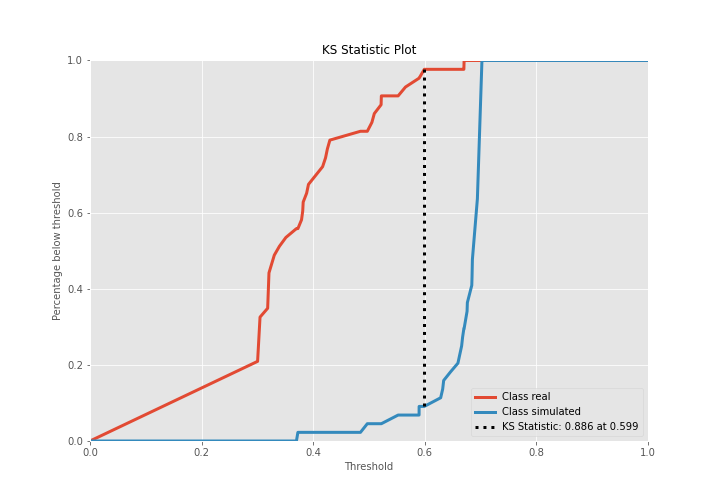 KS Statistic Plot
Percentage below threshold
1.0
0.8
0.6
0.4
0.2
0.0
0.0 0.2 0.4 0.6 0.8 1.0
Threshold
Class real
Class simulated
KS Statistic: 0.886 at 0.599